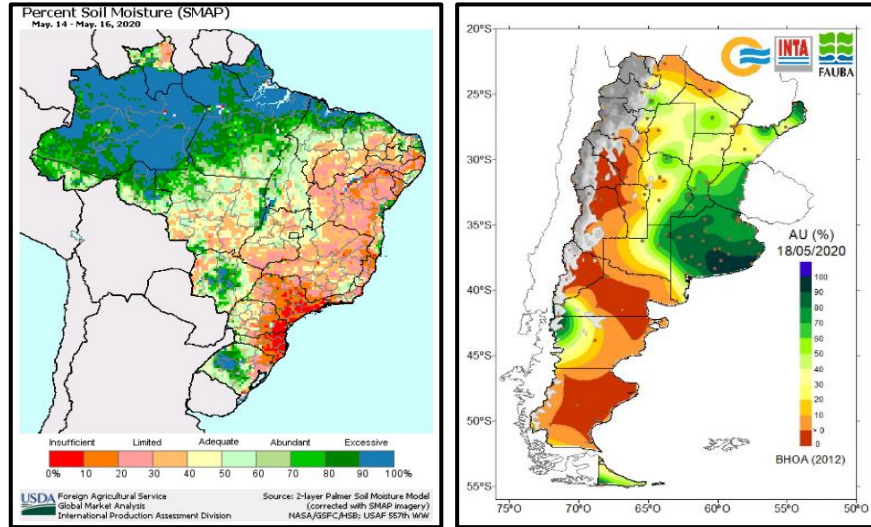 Percent Soil Moisture (SMAP)
May. 14 - May. 16, 2020
Insufficient Limited Adequate Abundant Excessive
0% 10 20 30 40 50 60 70 80 90 100%
USDA Foreign Agricultural Service
Global Market Analysis
International Production Assessment Division
Source: 2-layer Palmer Soil Moisture Model
(corrected with SMAP imagery)
NASA/GSFC/HSB; USAF 557th WW
INTA
FAUBA
20°S
25°S
30°S
35°S
40°S
45°S
50°S
55°S
AU (%)
18/05/2020
100
90
80
70
60
50
40
30
20
10
> 0
0
BHOA (2012)
75°O 70°O 65°O 60°O 55°O 50°O